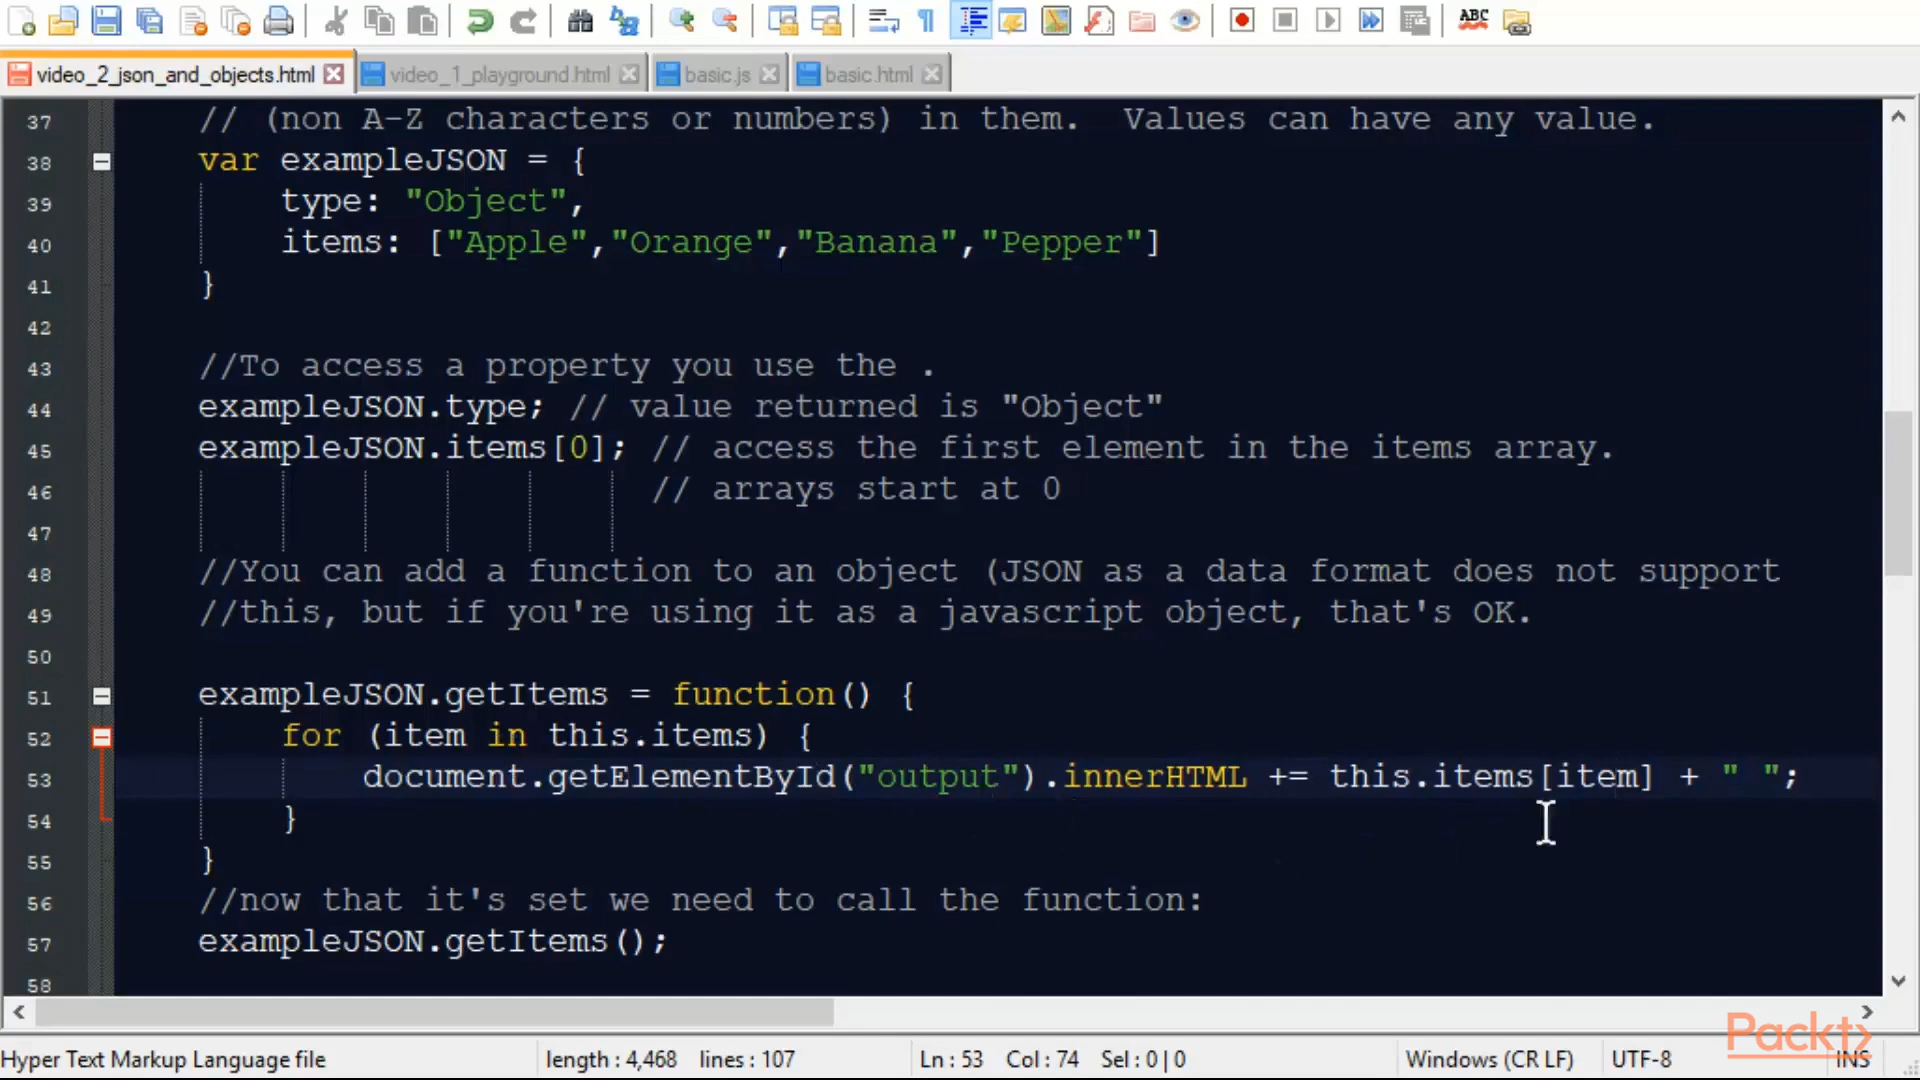 ABC
video_2_json_and_objects.html video_1_playground.html basic.js basic.html
37 // (non A-Z characters or numbers) in them.  Values can have any value.
38 var exampleJSON = {
39 type: "Object",
40 items: ["Apple","Orange","Banana","Pepper"]
41 }
42
43 //To access a property you use the .
44 exampleJSON.type; // value returned is "Object"
45 exampleJSON.items[0]; // access the first element in the items array.
46 // arrays start at 0
47
48 //You can add a function to an object (JSON as a data format does not support
49 //this, but if you're using it as a javascript object, that's OK.
50
51 exampleJSON.getItems = function() {
52 for (item in this.items) {
53 document.getElementById("output").innerHTML += this.items[item] + " ";
54 }
55 }
56 //now that it's set we need to call the function:
57 exampleJSON.getItems();
58
Packt
Hyper Text Markup Language file length : 4,468 lines : 107 Ln : 53 Col : 74 Sel : 0 | 0 Windows (CR LF) UTF-8 INS